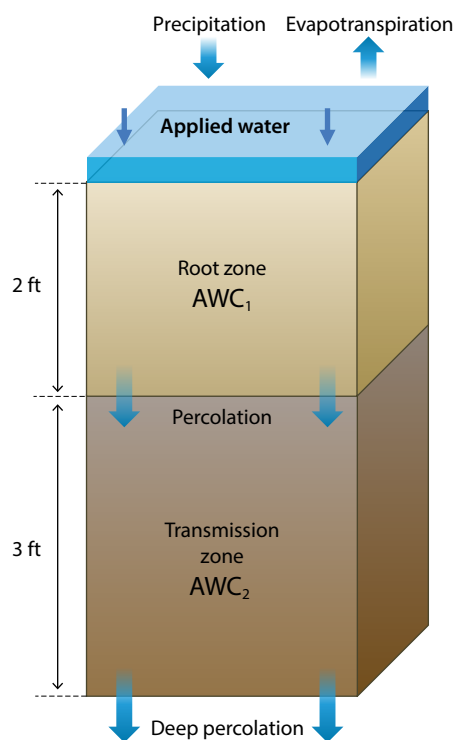 Precipitation Evapotranspiration
Applied water
2 ft
Root zone
AWC₁
Percolation
3 ft
Transmission
zone
AWC₂
Deep percolation